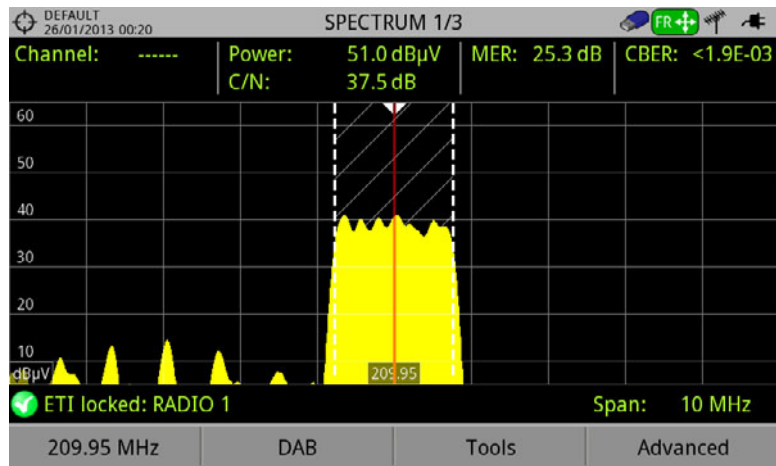 DEFAULT
26/01/2013 00:20
SPECTRUM 1/3
FR
Channel: ------
Power: 51.0 dBµV
C/N: 37.5 dB
MER: 25.3 dB
CBER: <1.9E-03
60
50
40
30
20
10
dBµV
209.95
ETI locked: RADIO 1
Span: 10 MHz
209.95 MHz
DAB
Tools
Advanced